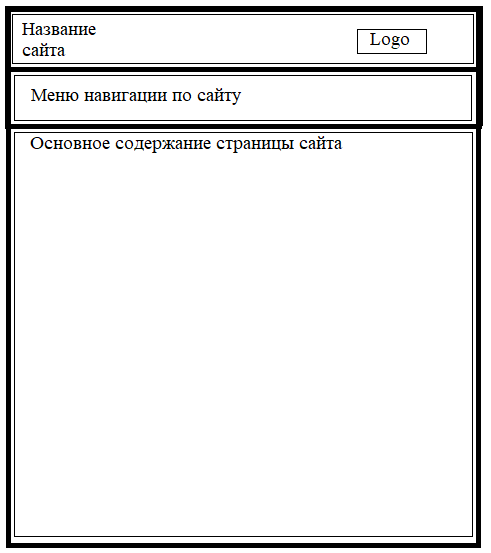 Название
сайта
Logo
Меню навигации по сайту
Основное содержание страницы сайта